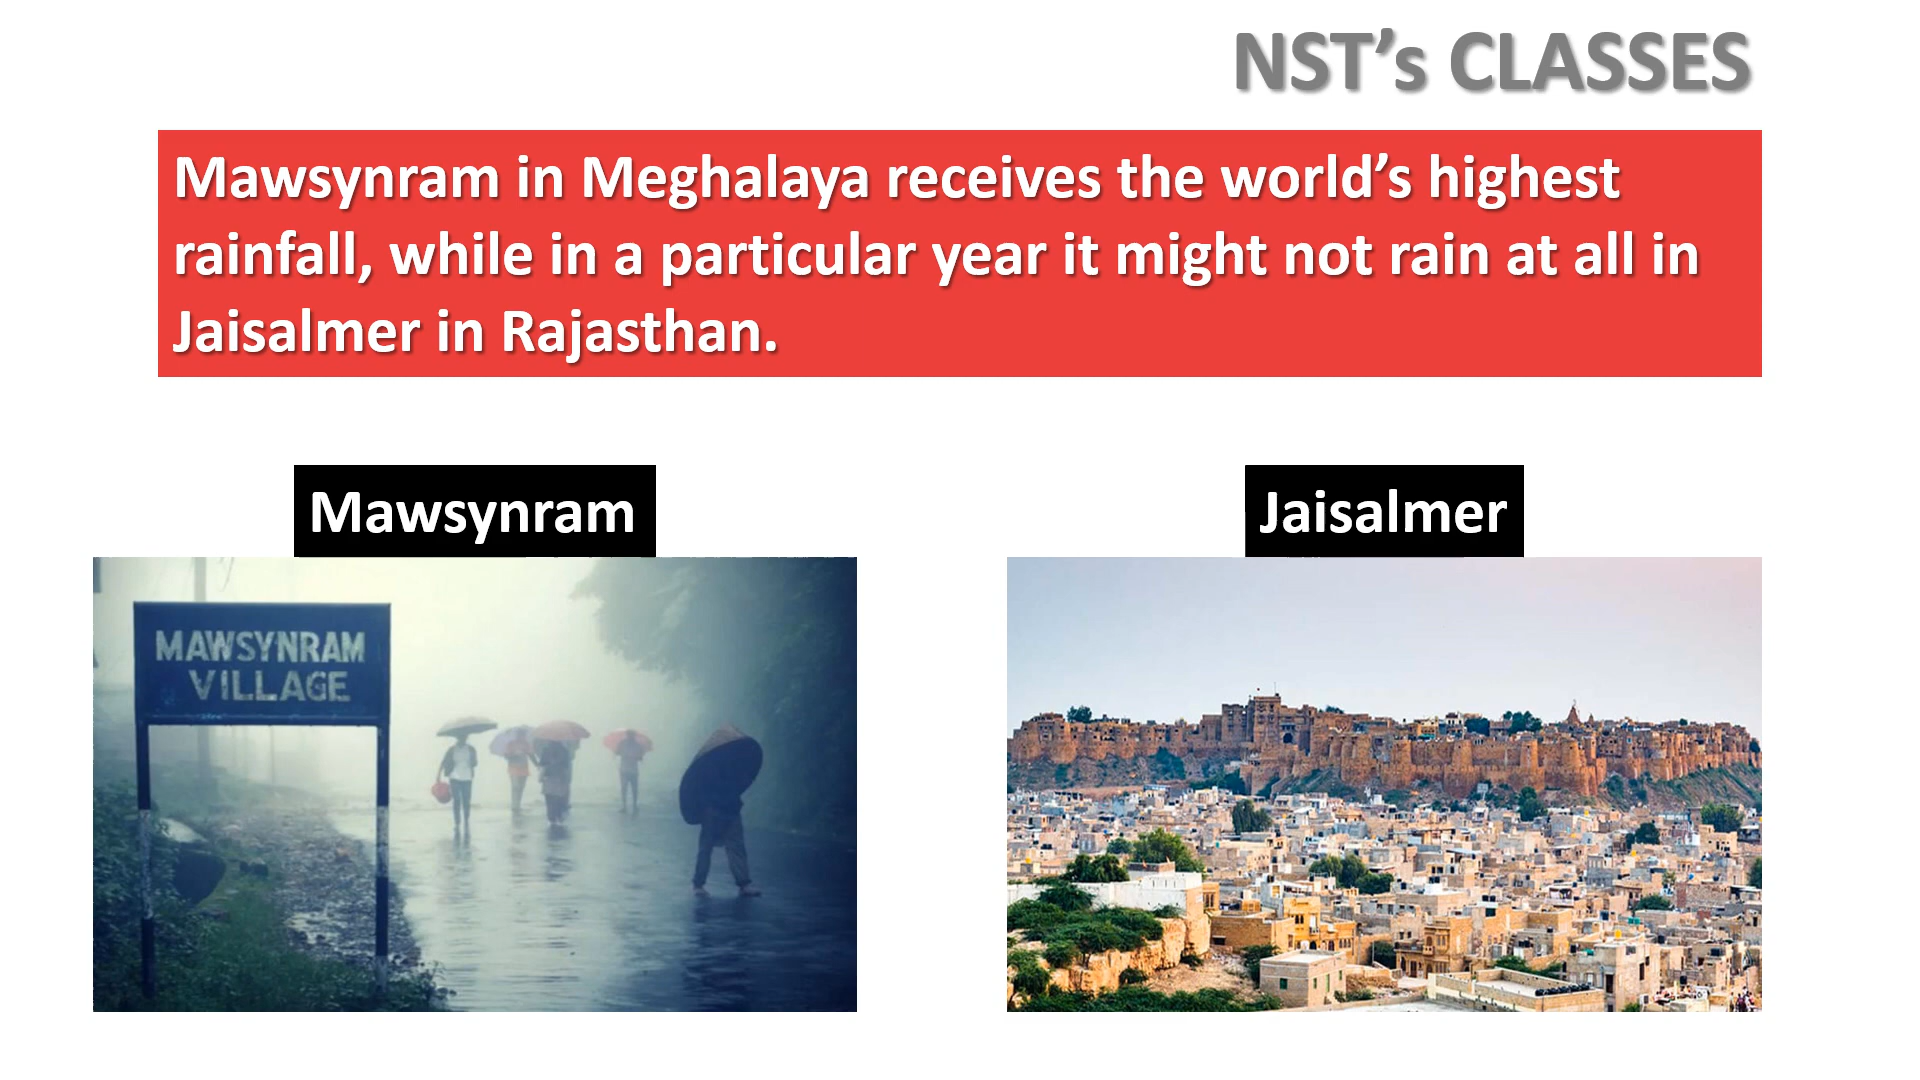 NST’s CLASSES
Mawsynram in Meghalaya receives the world’s highest
rainfall, while in a particular year it might not rain at all in
Jaisalmer in Rajasthan.
Mawsynram
Jaisalmer
MAWSYNRAM
VILLAGE